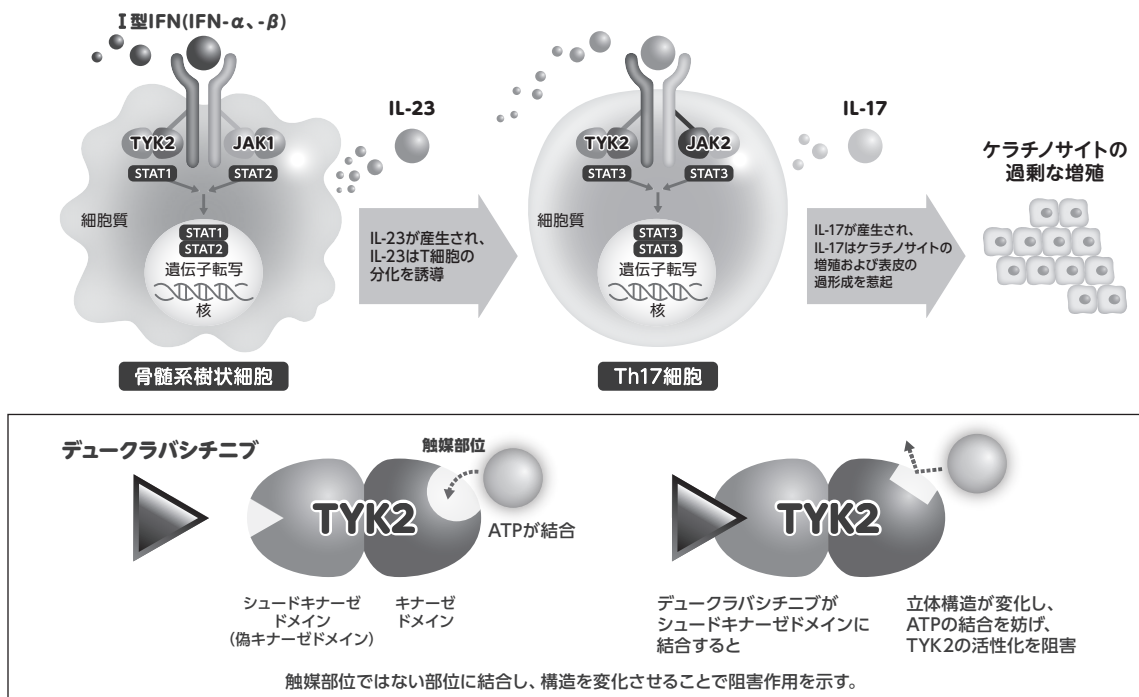 Ⅰ型IFN(IFN-α、-β)
TYK2
JAK1
STAT1
STAT2
細胞質
STAT1
STAT2
遺伝子転写
核
骨髄系樹状細胞
IL-23
IL-23が産生され、
IL-23はT細胞の
分化を誘導
TYK2
JAK2
STAT3
STAT3
細胞質
STAT3
STAT3
遺伝子転写
核
Th17細胞
IL-17
IL-17が産生され、
IL-17はケラチノサイトの
増殖および表皮の
過形成を惹起
ケラチノサイトの
過剰な増殖
デュークラバシチニブ
触媒部位
TYK2
ATPが結合
シュードキナーゼ
ドメイン
(偽キナーゼドメイン)
キナーゼ
ドメイン
TYK2
デュークラバシチニブが
シュードキナーゼドメインに
結合すると
立体構造が変化し、
ATPの結合を妨げ、
TYK2の活性化を阻害
触媒部位ではない部位に結合し、構造を変化させることで阻害作用を示す。